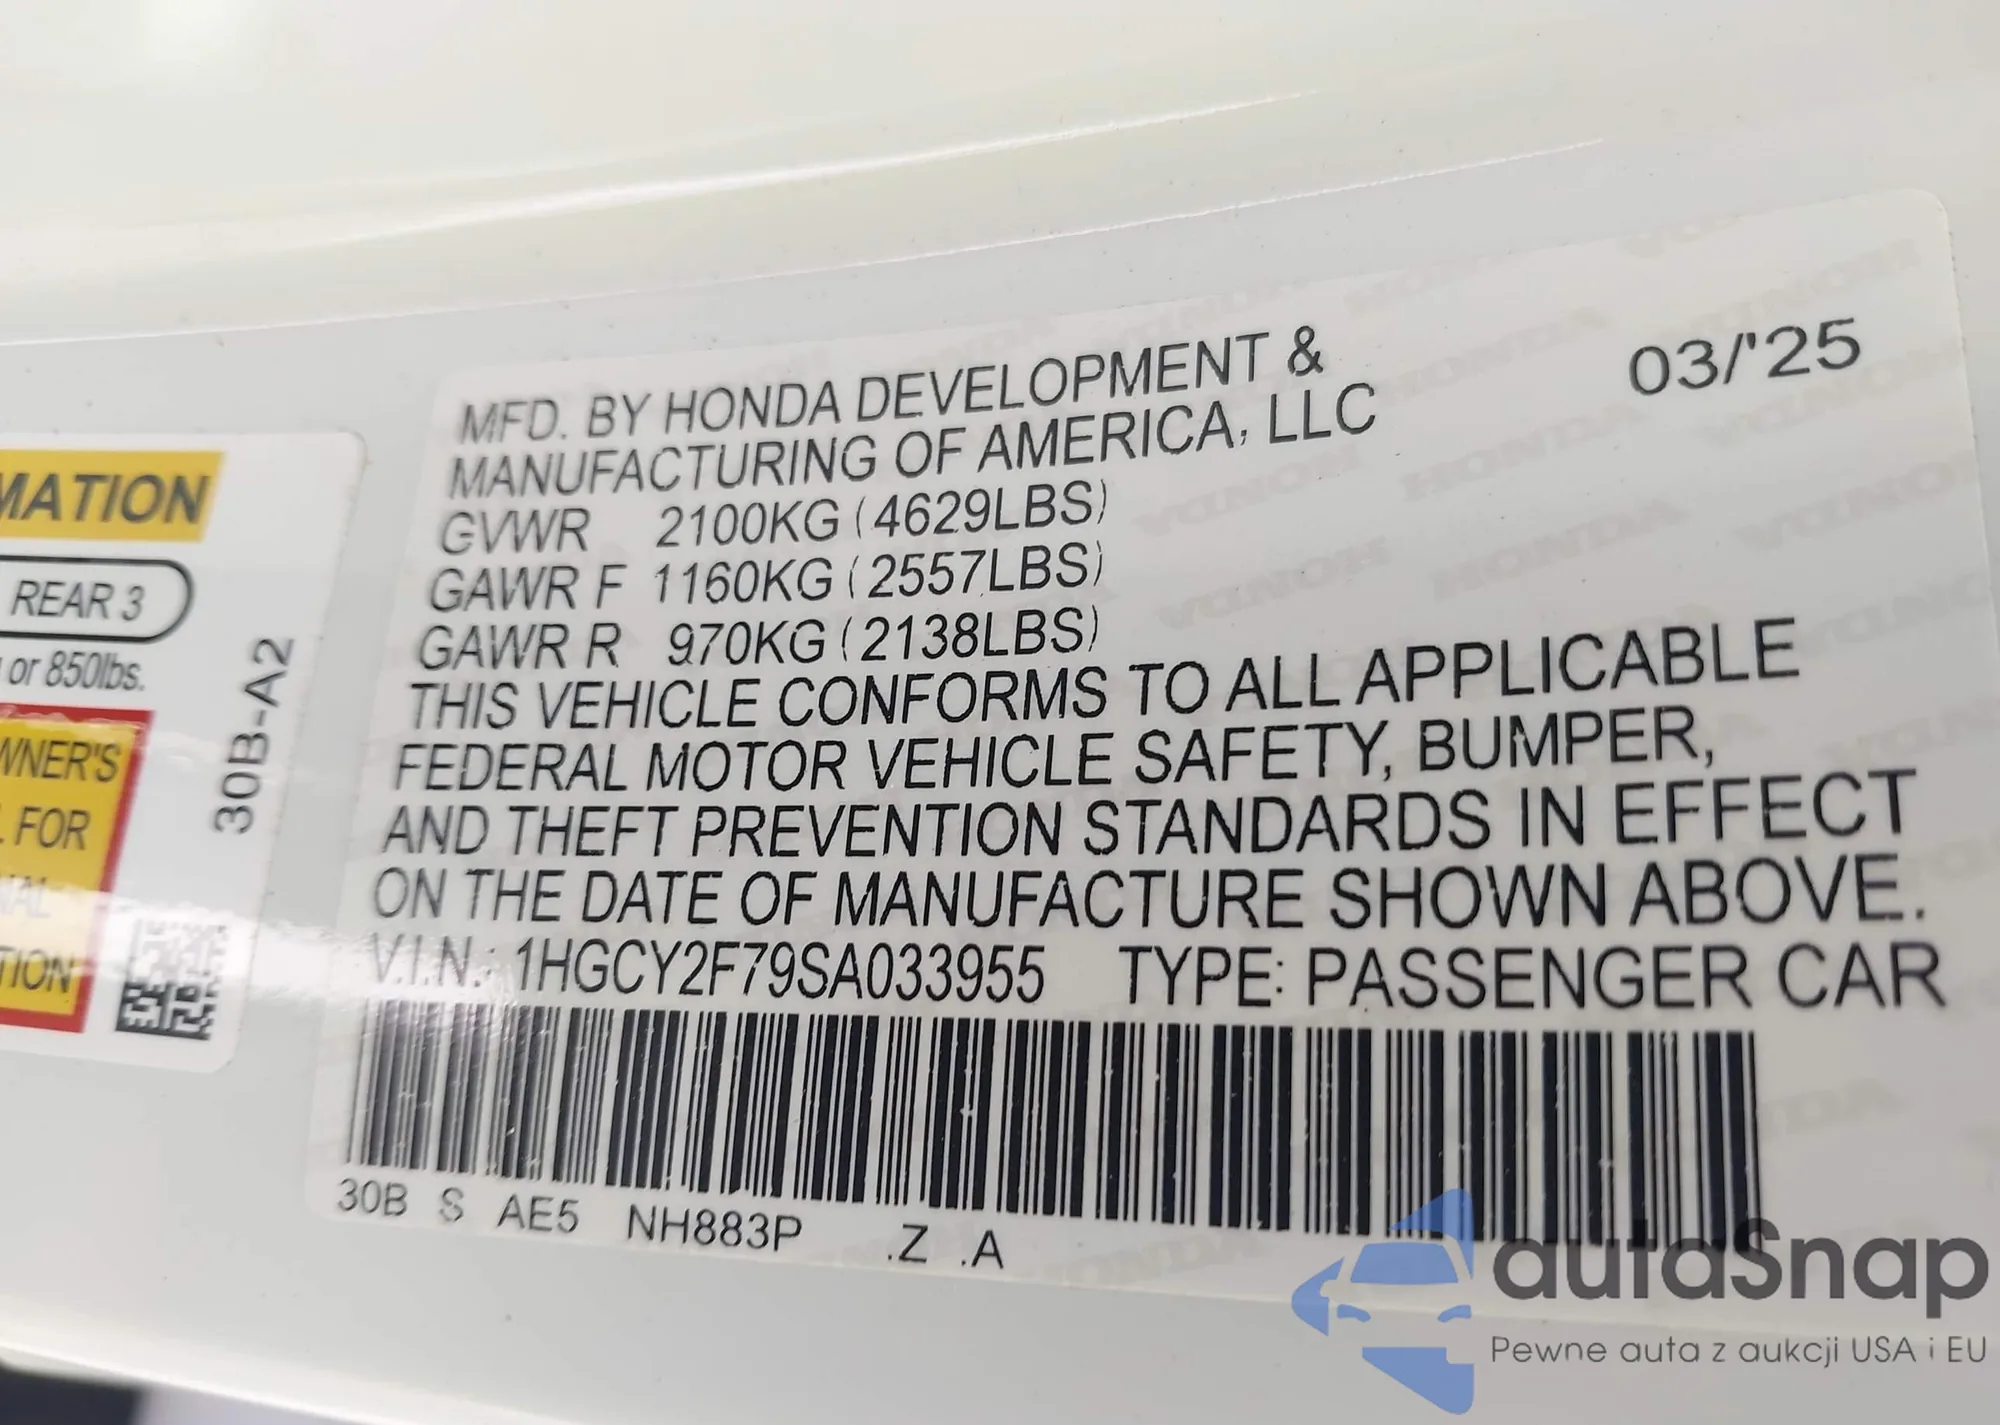 MATION
REAR 3
or 850lbs.
WNER'S
FOR
TION
30B-A2
03/'25
MFD. BY HONDA DEVELOPMENT &
MANUFACTURING OF AMERICA, LLC
GVWR 2100KG (4629LBS)
GAWR F 1160KG (2557LBS)
GAWR R 970KG (2138LBS)
THIS VEHICLE CONFORMS TO ALL APPLICABLE
FEDERAL MOTOR VEHICLE SAFETY, BUMPER,
AND THEFT PREVENTION STANDARDS IN EFFECT
ON THE DATE OF MANUFACTURE SHOWN ABOVE.
V.I.N.: 1HGCY2F79SA033955 TYPE: PASSENGER CAR
30B S AE5 NH883P .Z .A
autaSnap
Pewne auta z aukcji USA i EU